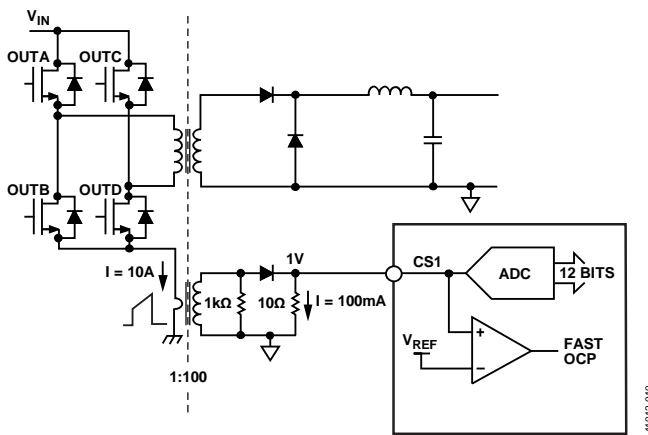 VIN
OUTA
OUTC
OUTB
OUTD
I = 10A
1kΩ
10Ω
1V
I = 100mA
1:100
CS1
ADC
12 BITS
VREF
+
–
FAST
OCP